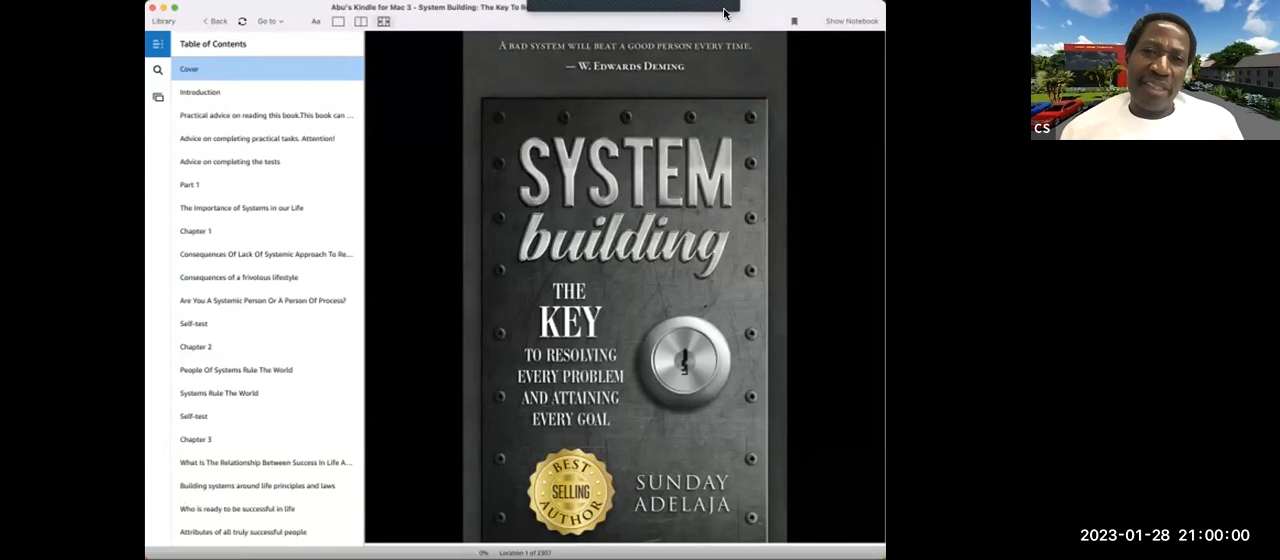 Abu's Kindle for Mac 3 - System Building: The Key To
Library
Back
Go to
Aa
Show Notebook
Table of Contents
Cover
Introduction
Practical advice on reading this book.This book can ...
Advice on completing practical tasks. Attention!
Advice on completing the tests
Part 1
The Importance of Systems in our Life
Chapter 1
Consequences Of Lack Of Systemic Approach To Re...
Consequences of a frivolous lifestyle
Are You A Systemic Person Or A Person Of Process?
Self-test
Chapter 2
People Of Systems Rule The World
Systems Rule The World
Self-test
Chapter 3
What Is The Relationship Between Success In Life A...
Building systems around life principles and laws
Who is ready to be successful in life
Attributes of all truly successful people
A BAD SYSTEM WILL BEAT A GOOD PERSON EVERY TIME.
— W. EDWARDS DEMING
SYSTEM
building
THE
KEY
TO RESOLVING
EVERY PROBLEM
AND ATTAINING
EVERY GOAL
BEST
SELLING
AUTHOR
SUNDAY
ADELAJA
0%
Location 1 of 2307
CS
2023-01-28 21:00:00